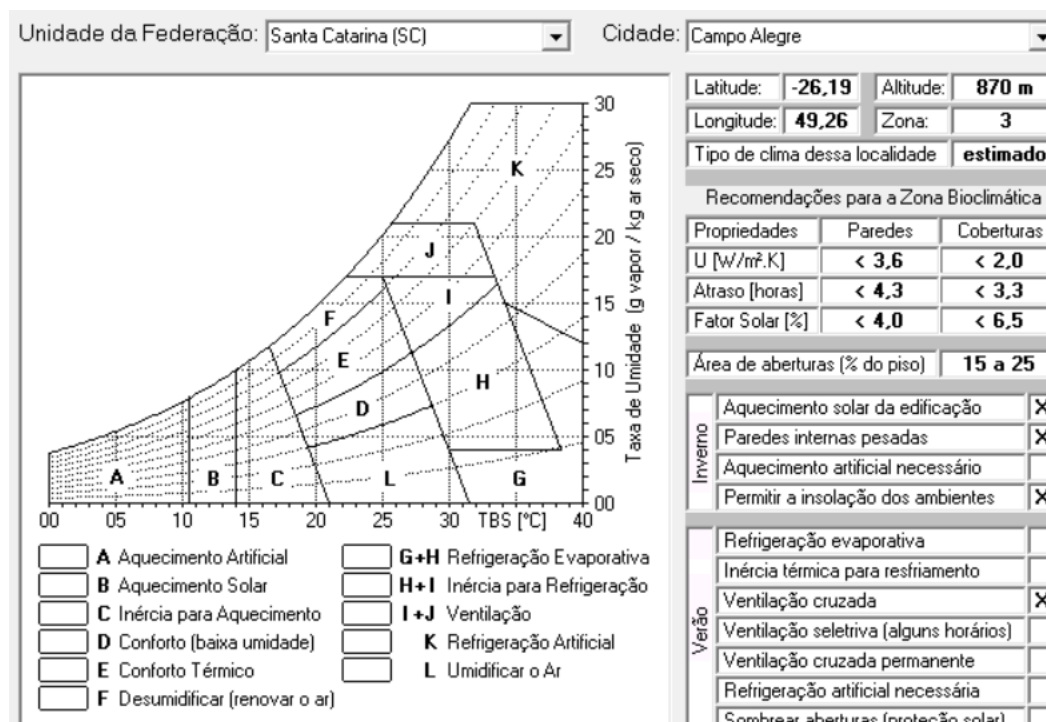 Unidade da Federação: Santa Catarina (SC) Cidade: Campo Alegre
Latitude: -26,19 Altitude: 870 m
Longitude: 49,26 Zona: 3
Tipo de clima dessa localidade estimado
Recomendações para a Zona Bioclimática
Propriedades Paredes Coberturas
U [W/m².K] < 3,6 < 2,0
Atraso [horas] < 4,3 < 3,3
Fator Solar [%] < 4,0 < 6,5
Área de aberturas (% do piso) 15 a 25
Inverno
Aquecimento solar da edificação X
Paredes internas pesadas X
Aquecimento artificial necessário
Permitir a insolação dos ambientes X
Verão
Refrigeração evaporativa
Inércia térmica para resfriamento
Ventilação cruzada X
Ventilação seletriva (alguns horários)
Ventilação cruzada permanente
Refrigeração artificial necessária
Sombrear aberturas (proteção solar)
30
25
20
15
10
05
00
Taxa de Umidade (g vapor / kg ar seco)
K
J
I
F
E
H
D
A B C L G
00 05 10 15 20 25 30 TBS [°C] 40
A Aquecimento Artificial
B Aquecimento Solar
C Inércia para Aquecimento
D Conforto (baixa umidade)
E Conforto Térmico
F Desumidificar (renovar o ar)
G+H Refrigeração Evaporativa
H+I Inércia para Refrigeração
I+J Ventilação
K Refrigeração Artificial
L Umidificar o Ar